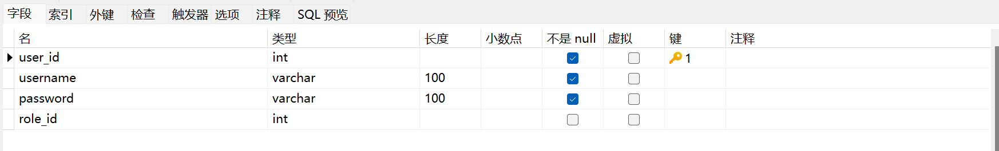 字段 索引 外键 检查 触发器 选项 注释 SQL 预览
名 类型 长度 小数点 不是 null 虚拟 键 注释
user_id int 1
username varchar 100
password varchar 100
role_id int